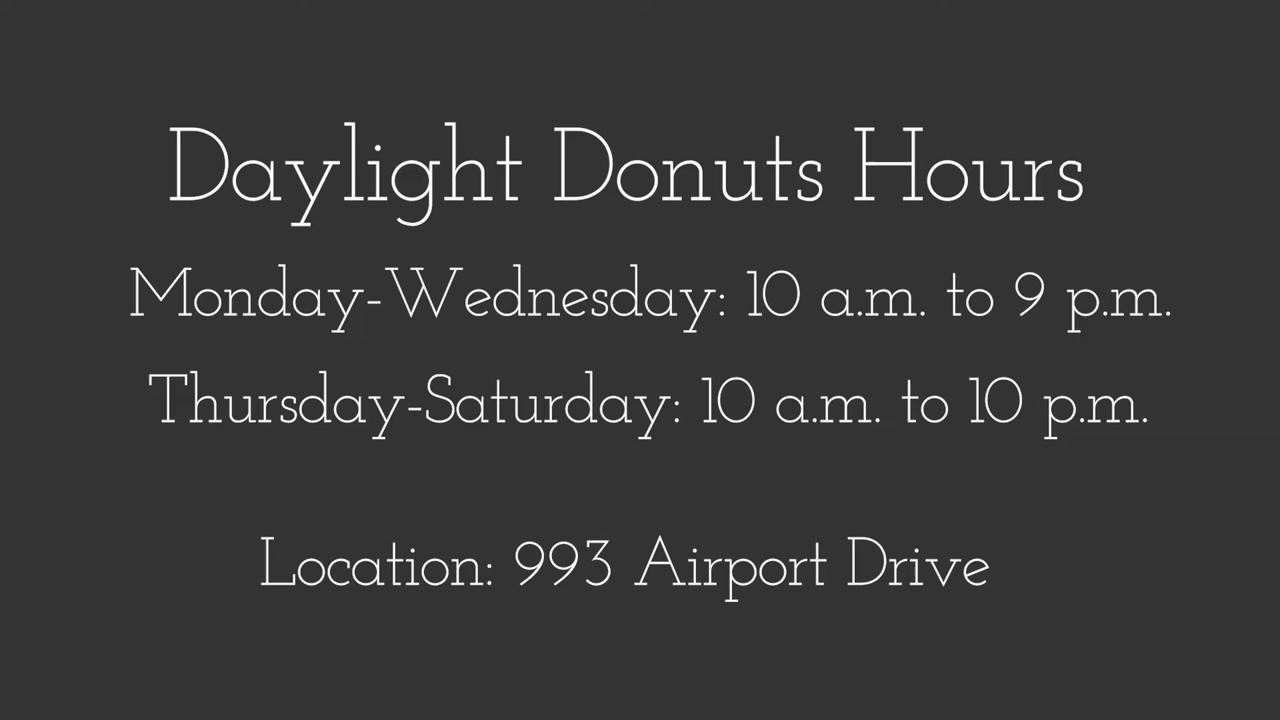 Daylight Donuts Hours
Monday-Wednesday: 10 a.m. to 9 p.m.
Thursday-Saturday: 10 a.m. to 10 p.m.
Location: 993 Airport Drive